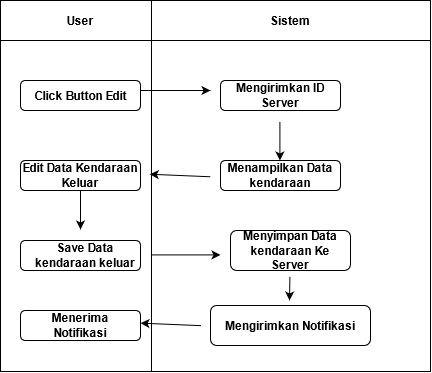 User
Sistem
Click Button Edit
Mengirimkan ID
Server
Edit Data Kendaraan
Keluar
Menampilkan Data
kendaraan
Save Data
kendaraan keluar
Menyimpan Data
kendaraan Ke
Server
Menerima
Notifikasi
Mengirimkan Notifikasi